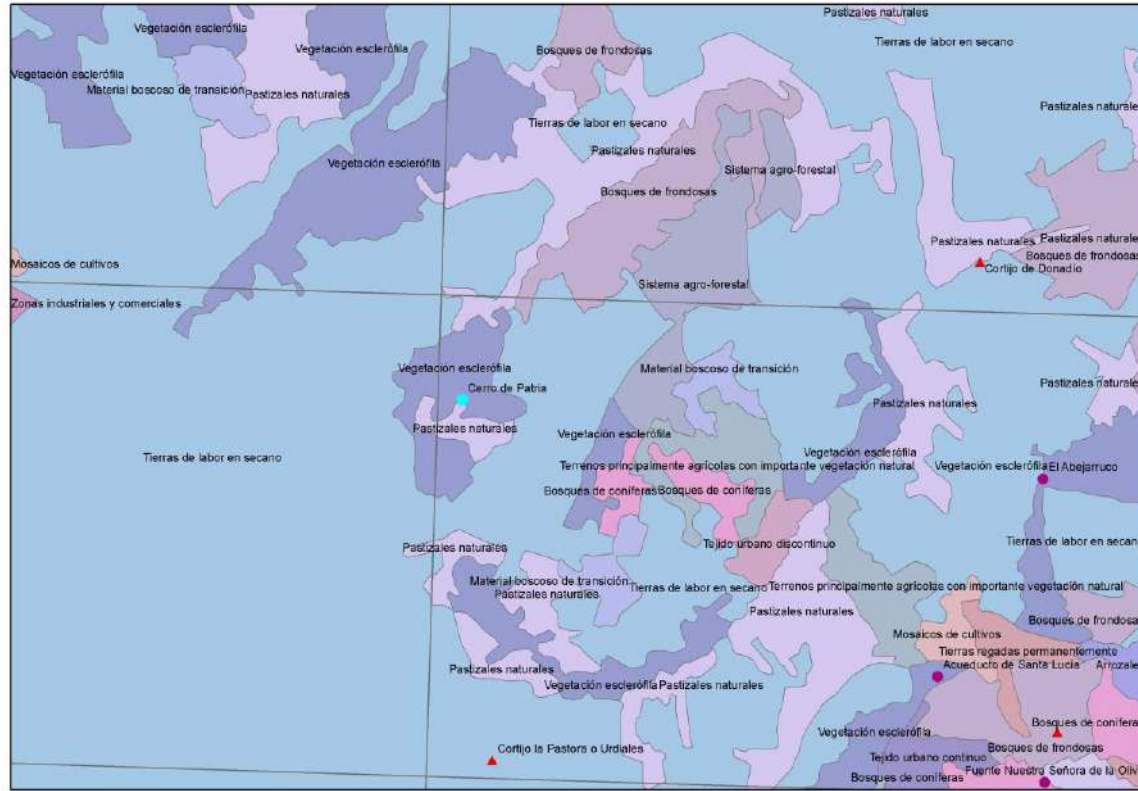 Pastizales naturales
Vegetación esclerófila
Tierras de labor en secano
Vegetación esclerófila
Bosques de frondosas
Vegetación esclerófila
Material boscoso de transición
Pastizales naturales
Pastizales naturales
Tierras de labor en secano
Pastizales naturales
Vegetación esclerófila
Sistema agro-forestal
Bosques de frondosas
Pastizales naturales
Pastizales naturales
Bosques de frondosas
Mosaicos de cultivos
Cortijo de Donadio
Sistema agro-forestal
Zonas industriales y comerciales
Vegetación esclerófila
Material boscoso de transición
Cerro de Patria
Pastizales naturales
Pastizales naturales
Pastizales naturales
Vegetación esclerófila
Vegetación esclerófila
Tierras de labor en secano
Terrenos principalmente agrícolas con importante vegetación natural
Vegetación esclerófila
El Abejarruco
Bosques de coníferas
Bosques de coníferas
Tejido urbano discontinuo
Tierras de labor en secano
Pastizales naturales
Material boscoso de transición
Pastizales naturales
Tierras de labor en secano
Terrenos principalmente agrícolas con importante vegetación natural
Pastizales naturales
Bosques de frondosas
Mosaicos de cultivos
Tierras regadas permanentemente
Pastizales naturales
Acueducto de Santa Lucía
Arrozale
Vegetación esclerófila
Pastizales naturales
Bosques de conífera
Vegetación esclerófila
Cortijo la Pastora o Urdiales
Bosques de frondosas
Tejido urbano continuo
Bosques de coníferas
Fuente Nuestra Señora de la Oliv